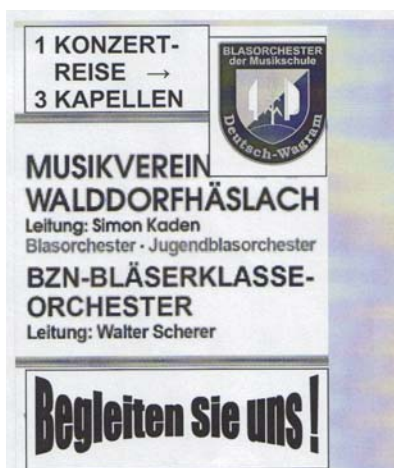 1 KONZERT-
REISE →
3 KAPELLEN
BLASORCHESTER
der Musikschule
Deutsch-Wagram
MUSIKVEREIN
WALDDORFHÄSLACH
Leitung: Simon Kaden
Blasorchester · Jugendblasorchester
BZN-BLÄSERKLASSE-
ORCHESTER
Leitung: Walter Scherer
Begleiten Sie uns!